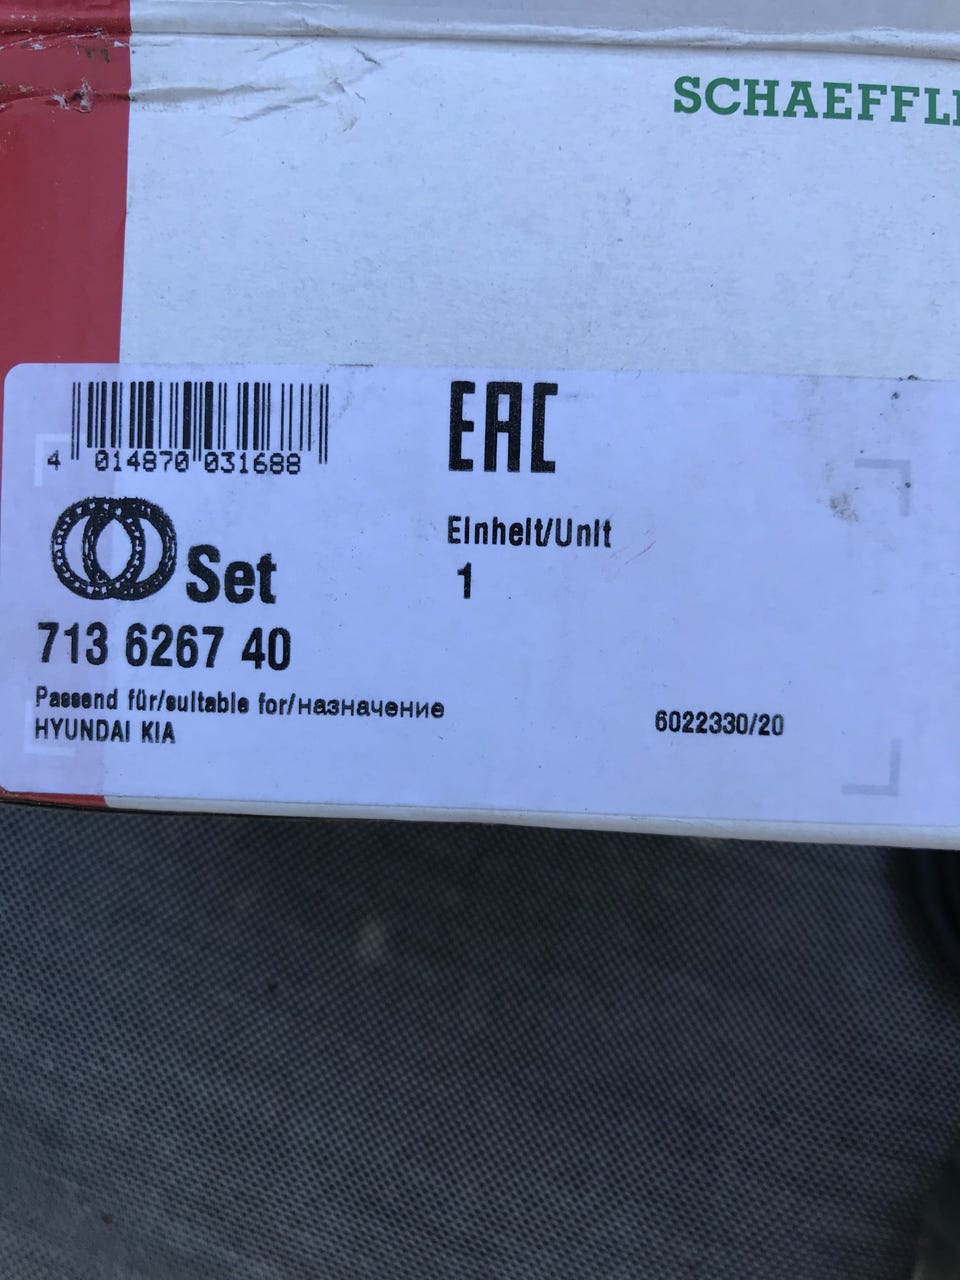 SCHAEFFL
EAC
4 014870 031688
Einheit/Unit
Set
1
713 6267 40
Passend für/suitable for/назначение
HYUNDAI KIA
6022330/20